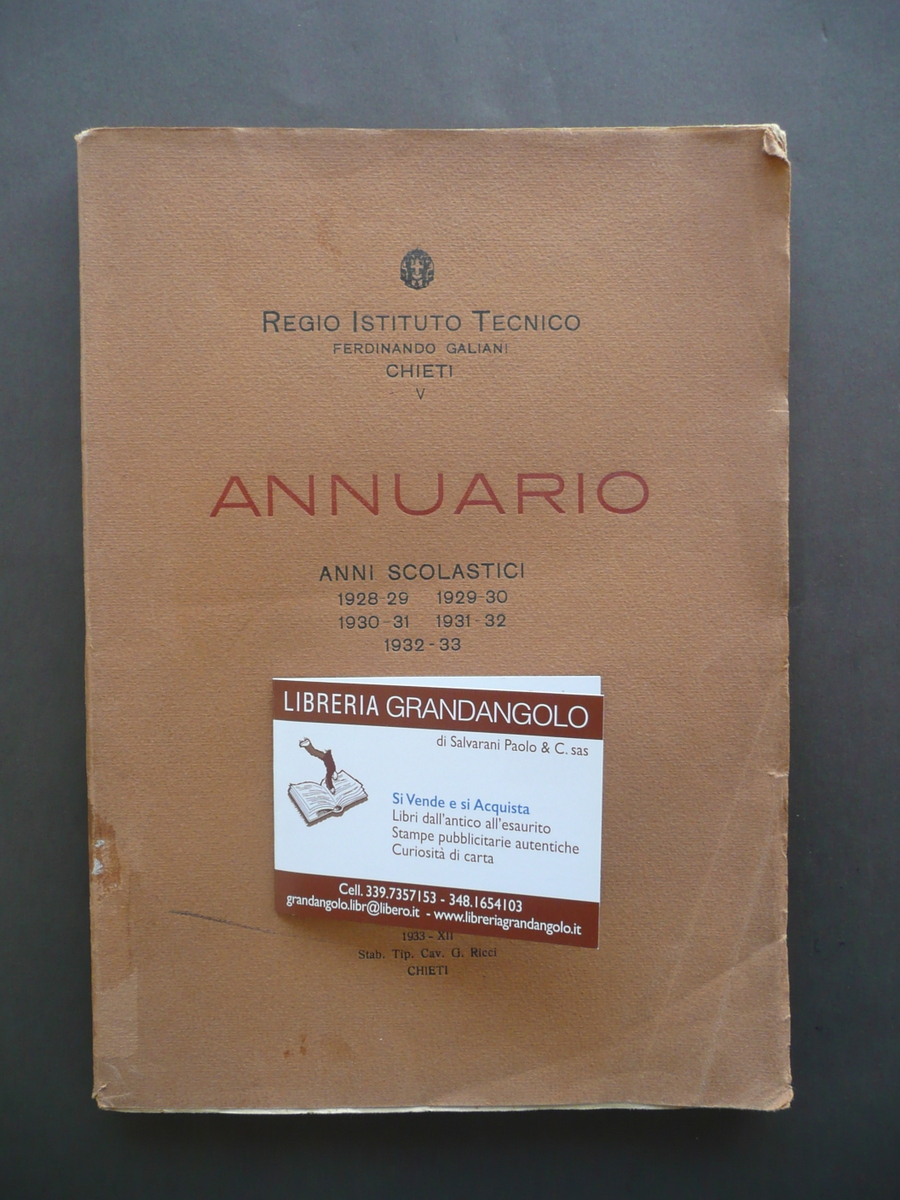 REGIO ISTITUTO TECNICO
FERDINANDO GALIANI
CHIETI
V
ANNUARIO
ANNI SCOLASTICI
1928-29 1929-30
1930-31 1931-32
1932-33
LIBRERIA GRANDANGOLO
di Salvarani Paolo & C. sas
Si Vende e si Acquista
Libri dall'antico all'esaurito
Stampe pubblicitarie autentiche
Curiosità di carta
Cell. 339.7357153 - 348.1654103
grandangolo.libr@libero.it - www.libreriagrandangolo.it
1933 - XII
Stab. Tip. Cav. G. Ricci
CHIETI